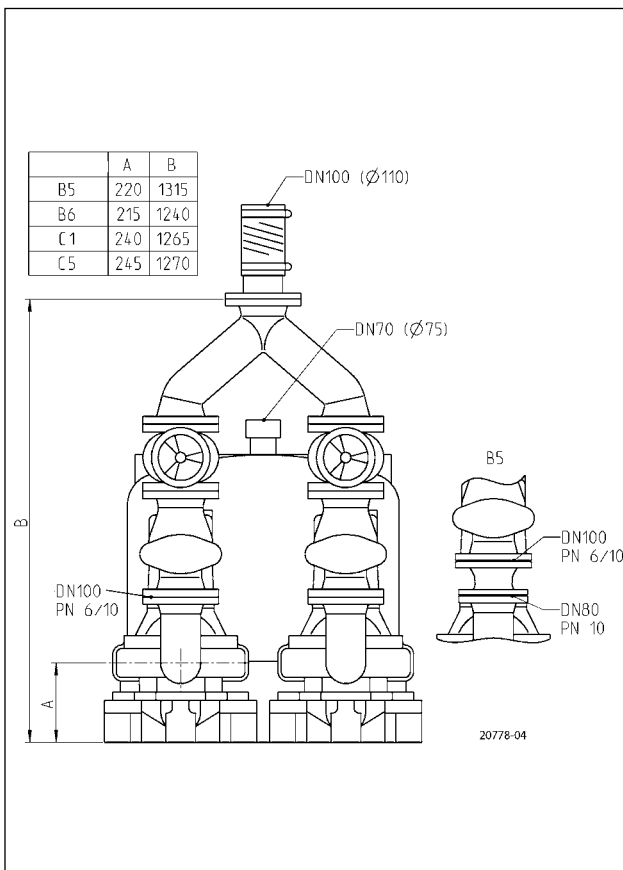 A B
B5 220 1315
B6 215 1240
C1 240 1265
C5 245 1270
DN100 (Ø110)
DN70 (Ø75)
B
B5
DN100
PN 6/10
DN80
PN 10
DN100
PN 6/10
A
20778-04